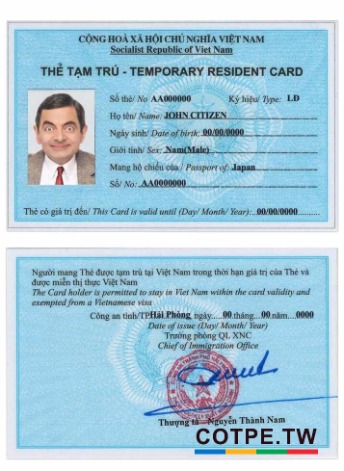 CỘNG HOÀ XÃ HỘI CHỦ NGHĨA VIỆT NAM
Socialist Republic of Viet Nam
THẺ TẠM TRÚ - TEMPORARY RESIDENT CARD
Số thẻ/ No AA000000 Ký hiệu/ Type: LĐ
Họ tên/ Name: JOHN CITIZEN
Ngày sinh/ Date of birth: 00/00/0000
Giới tính/ Sex: Nam(Male)
Mang hộ chiếu của/ Passport of: Japan
Số/ No: AA0000000
Thẻ có giá trị đến/ This Card is valid until (Day/ Month/ Year): 00/00/0000
Người mang Thẻ được tạm trú tại Việt Nam trong thời hạn giá trị của Thẻ và
được miễn thị thực Việt Nam
The Card holder is permitted to stay in Viet Nam within the card validity and
exempted from a Vietnamese visa
Công an tỉnh/TP Hải Phòng ngày 00 tháng 00 năm 0000
Date of issue (Day/ Month/ Year)
Trưởng phòng QL XNC
Chief of Immigration Office
Thượng tá Nguyễn Thành Nam
COTPE.TW